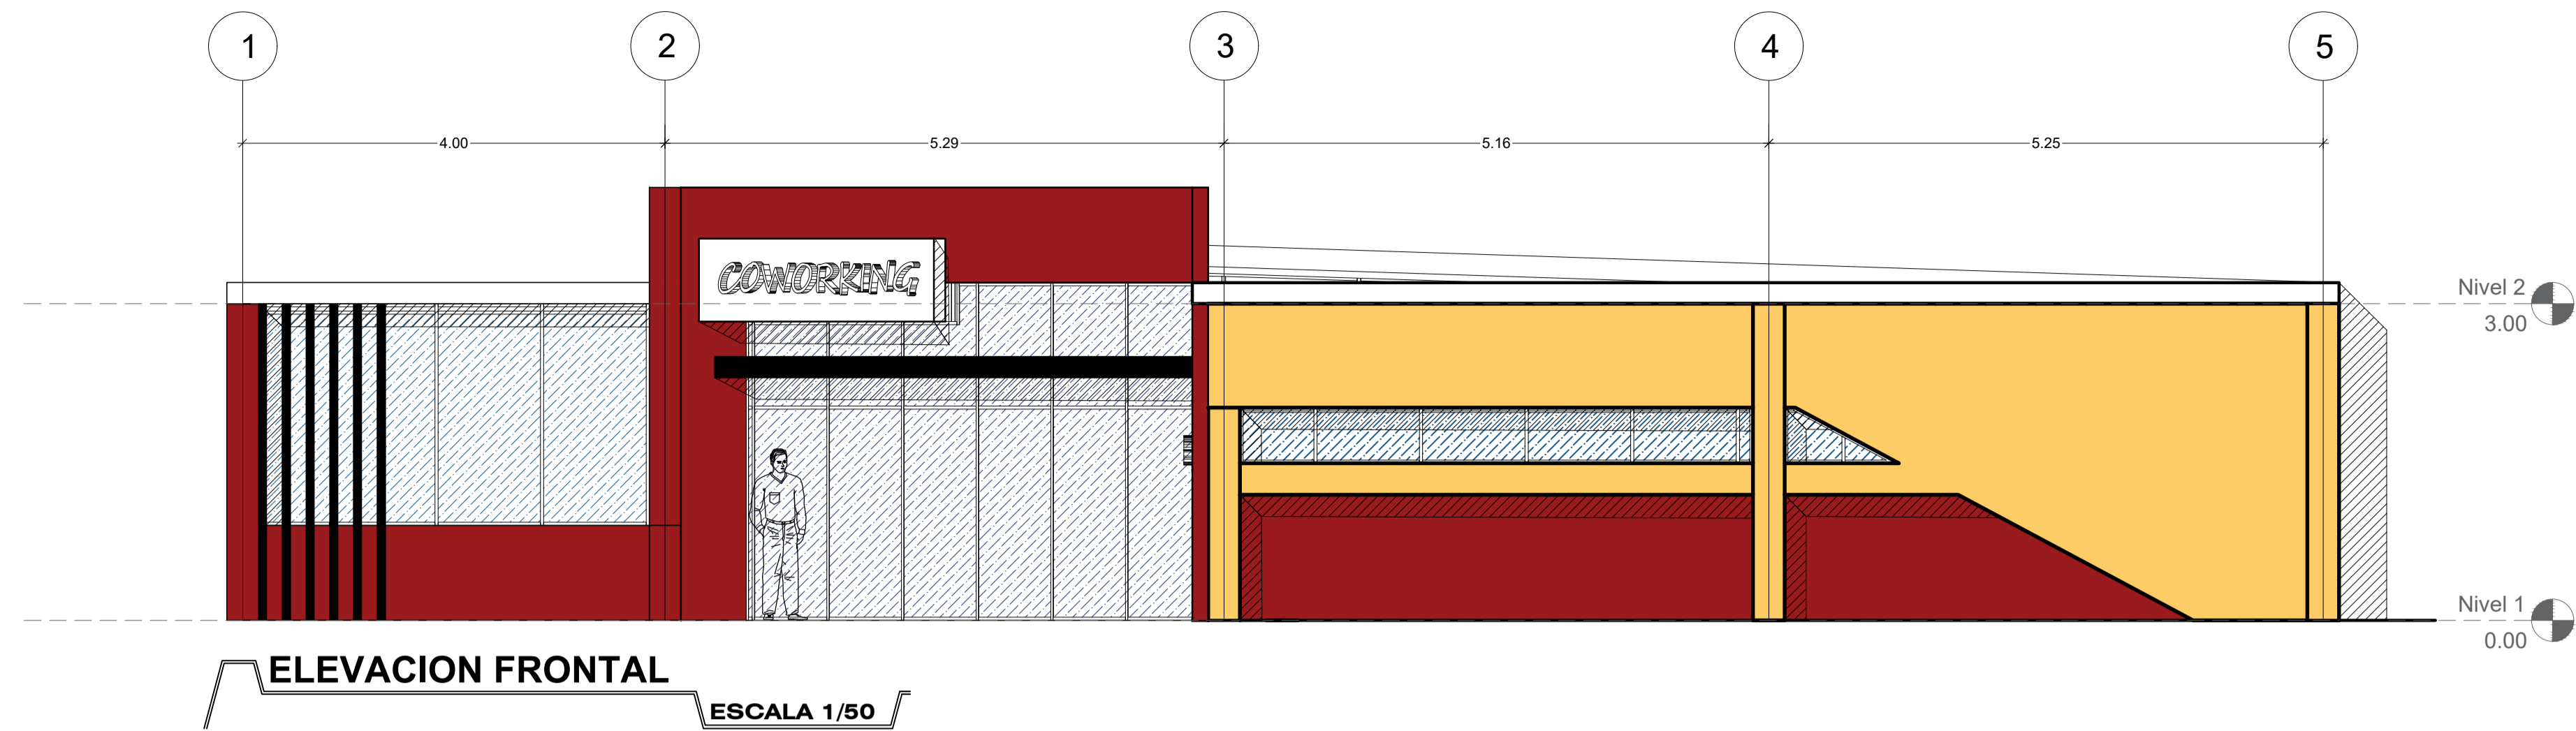 1 2 3 4 5
4.00 5.29 5.16 5.25
COWORKING
Nivel 2
3.00
Nivel 1
0.00
ELEVACION FRONTAL
ESCALA 1/50